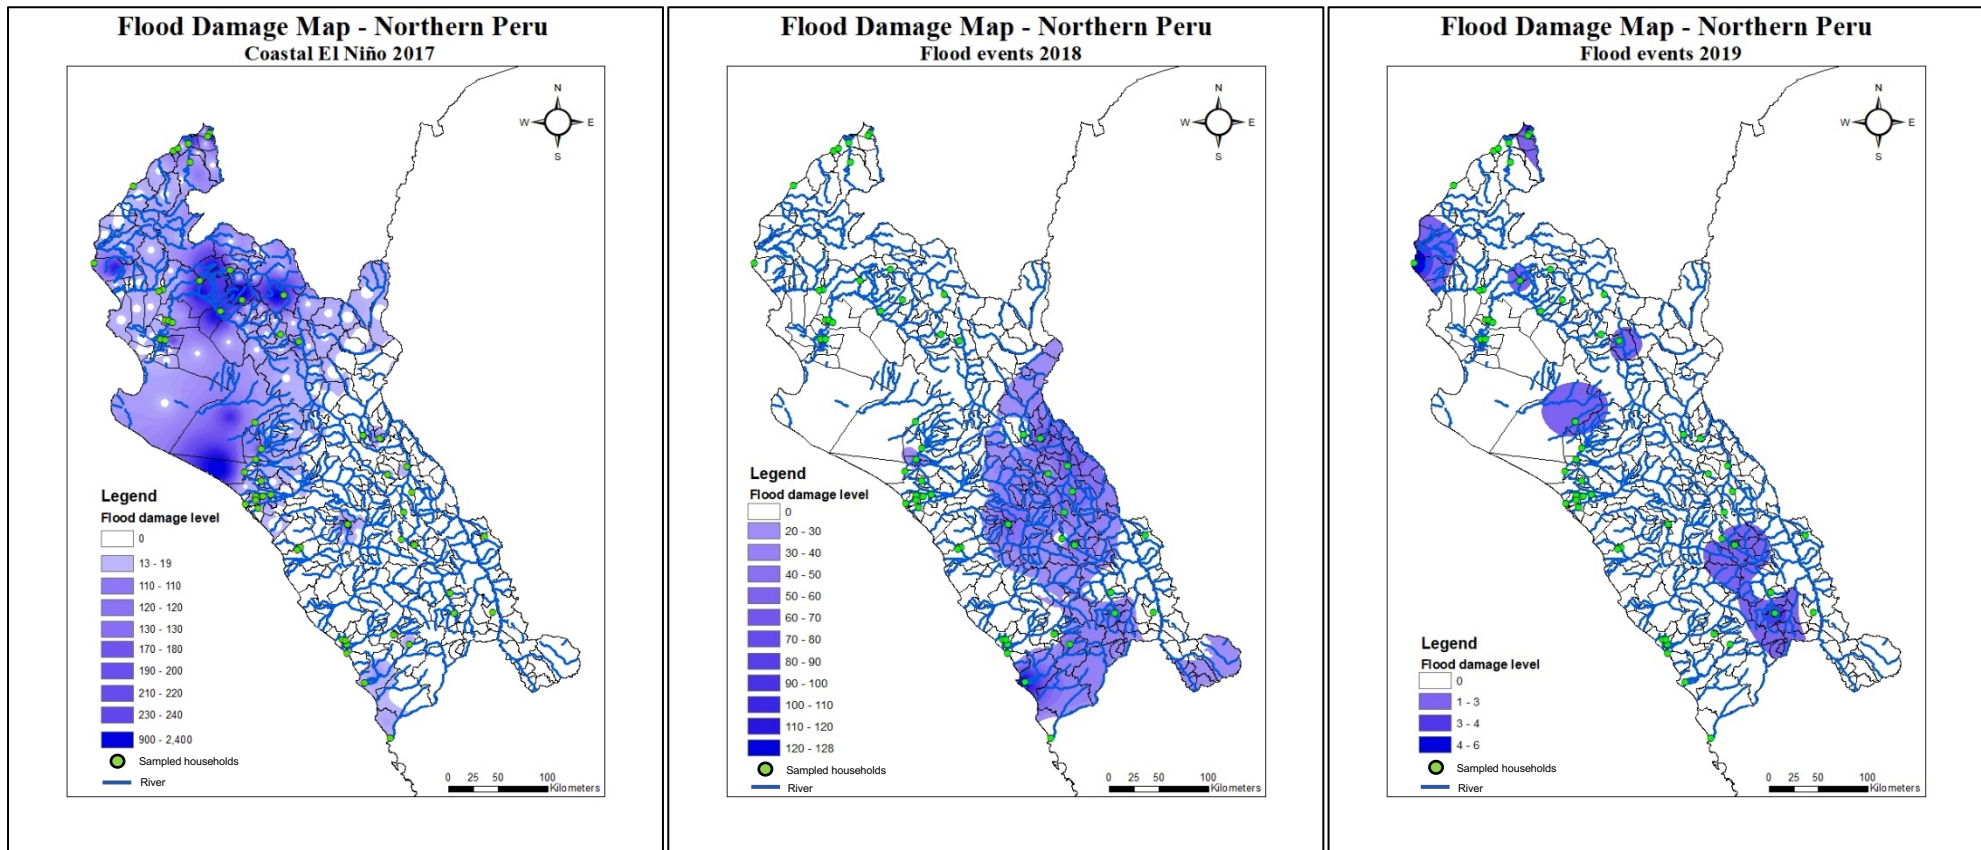 Flood Damage Map - Northern Peru
Coastal El Niño 2017
N
W
E
S
Legend
Flood damage level
0
13 - 19
110 - 110
120 - 120
130 - 130
170 - 180
190 - 200
210 - 220
230 - 240
900 - 2,400
Sampled households
River
0 25 50 100
Kilometers
Flood Damage Map - Northern Peru
Flood events 2018
N
W
E
S
Legend
Flood damage level
0
20 - 30
30 - 40
40 - 50
50 - 60
60 - 70
70 - 80
80 - 90
90 - 100
100 - 110
110 - 120
120 - 128
Sampled households
River
0 25 50 100
Kilometers
Flood Damage Map - Northern Peru
Flood events 2019
N
W
E
S
Legend
Flood damage level
0
1 - 3
3 - 4
4 - 6
Sampled households
River
0 25 50 100
Kilometers